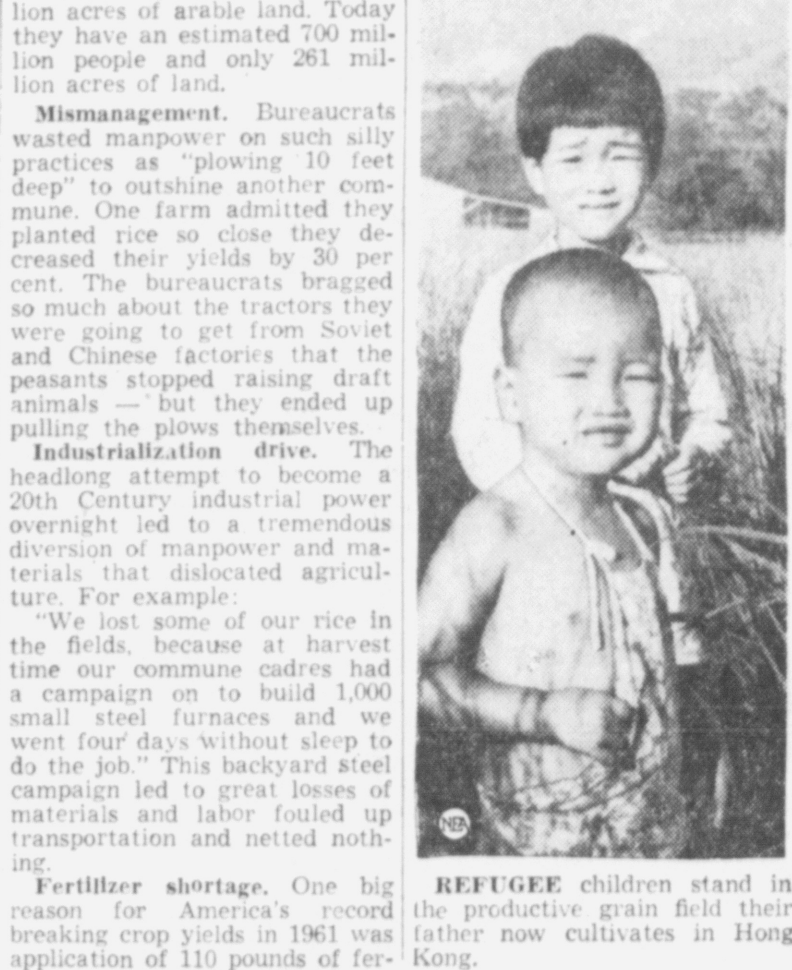 lion acres of arable land. Today
they have an estimated 700 mil-
lion people and only 261 mil-
lion acres of land.
Mismanagement. Bureaucrats
wasted manpower on such silly
practices as "plowing 10 feet
deep" to outshine another com-
mune. One farm admitted they
planted rice so close they de-
creased their yields by 30 per
cent. The bureaucrats bragged
so much about the tractors they
were going to get from Soviet
and Chinese factories that the
peasants stopped raising draft
animals — but they ended up
pulling the plows themselves.
Industrialization drive. The
headlong attempt to become a
20th Century industrial power
overnight led to a tremendous
diversion of manpower and ma-
terials that dislocated agricul-
ture. For example:
"We lost some of our rice in
the fields, because at harvest
time our commune cadres had
a campaign on to build 1,000
small steel furnaces and we
went four days without sleep to
do the job." This backyard steel
campaign led to great losses of
materials and labor fouled up
transportation and netted noth-
ing.
Fertilizer shortage. One big
reason for America's record
breaking crop yields in 1961 was
application of 110 pounds of fer-
NEA
REFUGEE children stand in
the productive grain field their
father now cultivates in Hong
Kong.